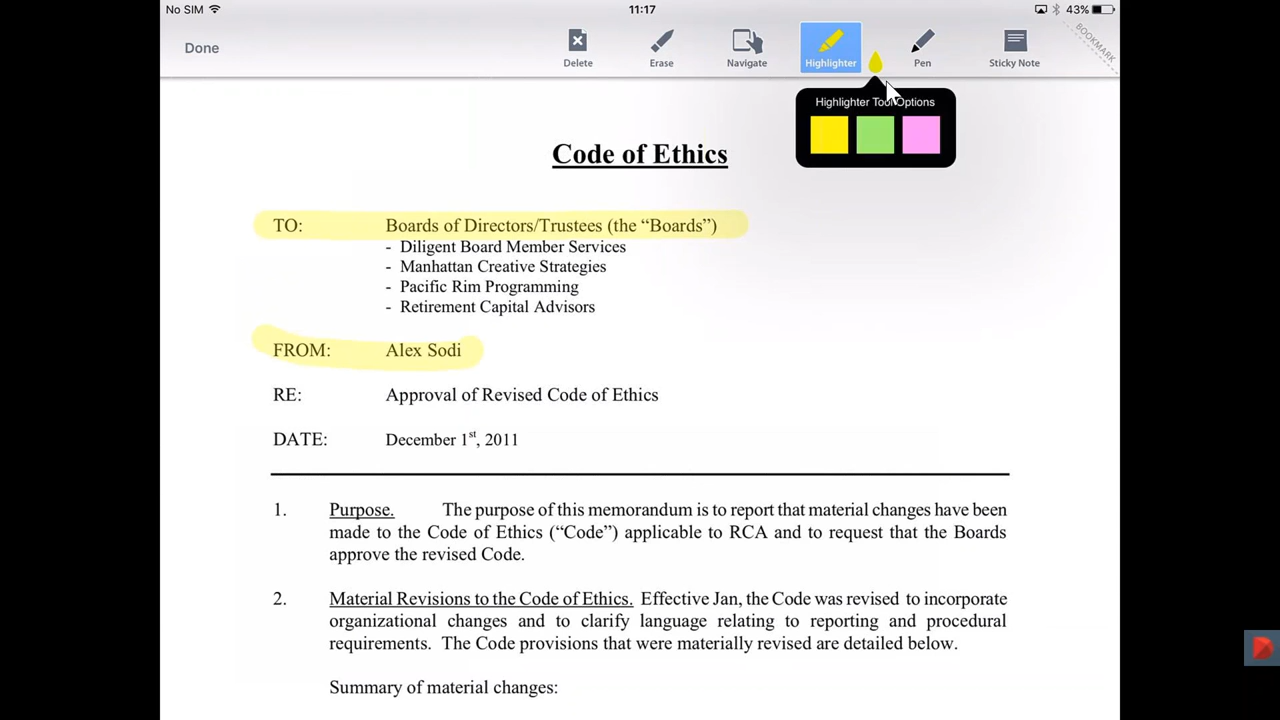 No SIM 11:17 43%
Done Delete Erase Navigate Highlighter Pen Sticky Note BOOKMARK
Highlighter Tool Options
Code of Ethics
TO: Boards of Directors/Trustees (the “Boards”)
- Diligent Board Member Services
- Manhattan Creative Strategies
- Pacific Rim Programming
- Retirement Capital Advisors
FROM: Alex Sodi
RE: Approval of Revised Code of Ethics
DATE: December 1st, 2011
1. Purpose. The purpose of this memorandum is to report that material changes have been
made to the Code of Ethics (“Code”) applicable to RCA and to request that the Boards
approve the revised Code.
2. Material Revisions to the Code of Ethics. Effective Jan, the Code was revised to incorporate
organizational changes and to clarify language relating to reporting and procedural
requirements. The Code provisions that were materially revised are detailed below.
Summary of material changes: